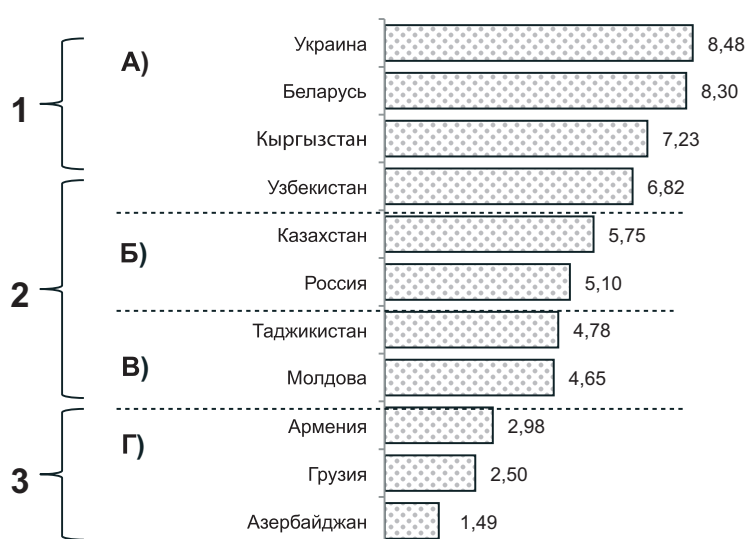 А)
Украина 8,48
Беларусь 8,30
1
Кыргызстан 7,23
Узбекистан 6,82
Казахстан 5,75
Б)
Россия 5,10
2
Таджикистан 4,78
В)
Молдова 4,65
Армения 2,98
Г)
Грузия 2,50
3
Азербайджан 1,49